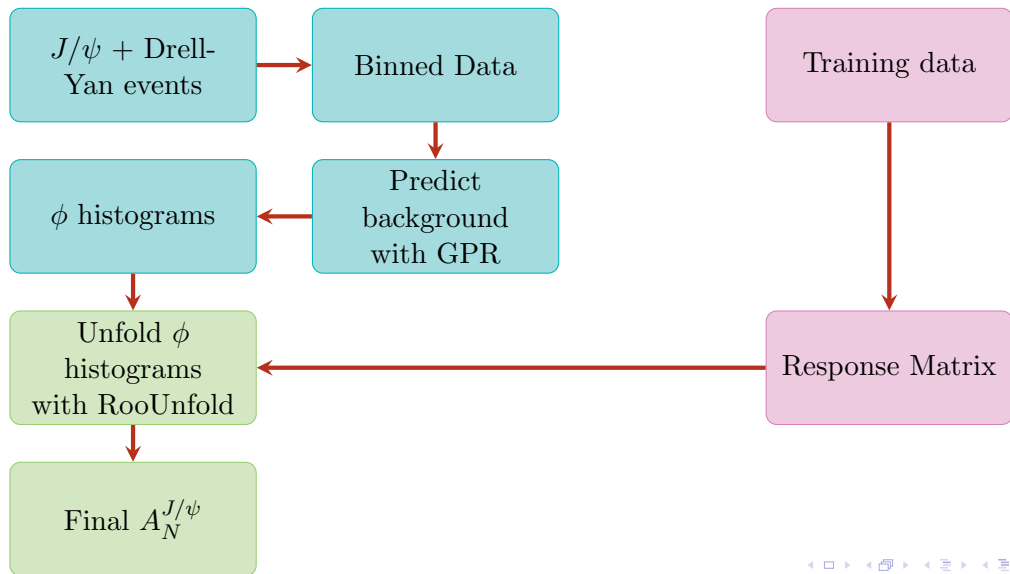 J/ψ + Drell-
Yan events
Binned Data
Training data
ϕ histograms
Predict
background
with GPR
Unfold ϕ
histograms
with RooUnfold
Response Matrix
Final A_N^{J/ψ}